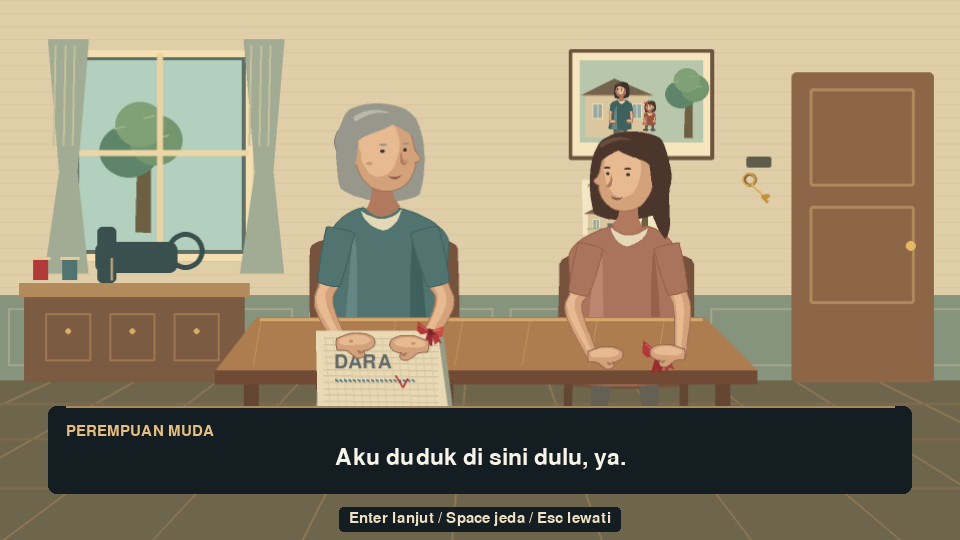 DARA
PEREMPUAN MUDA
Aku duduk di sini dulu, ya.
Enter lanjut / Space jeda / Esc lewati